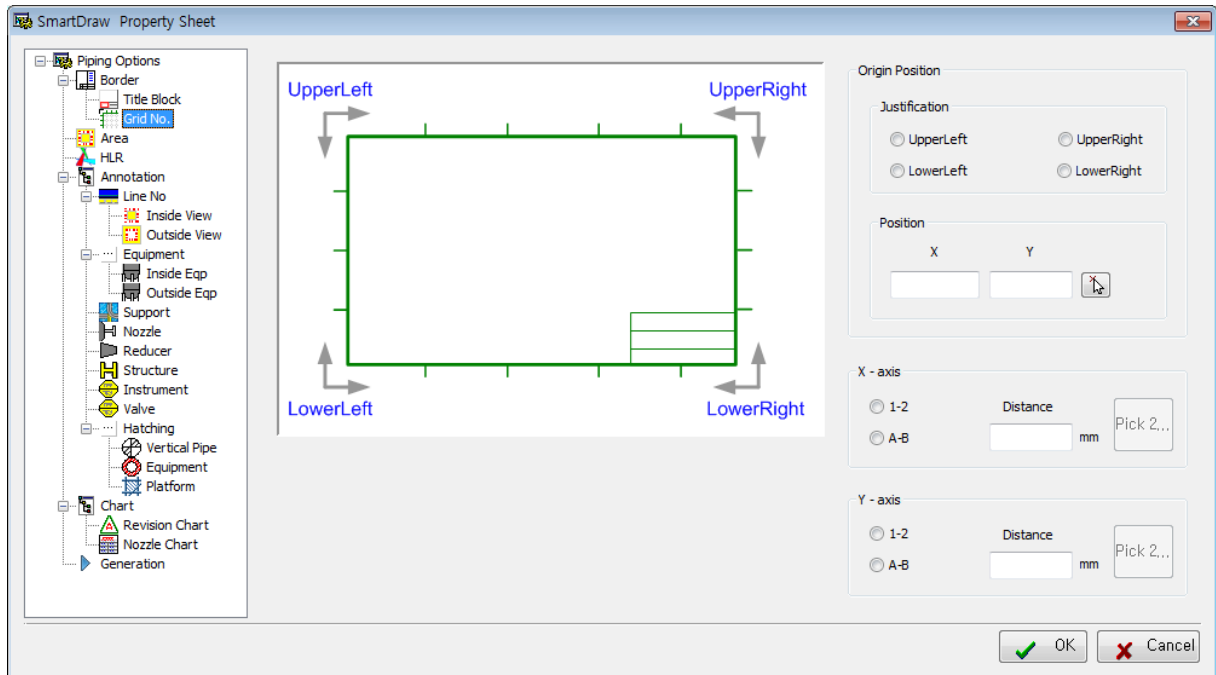 SmartDraw Property Sheet
Piping Options
Border
Title Block
Grid No.
Area
HLR
Annotation
Line No
Inside View
Outside View
Equipment
Inside Eqp
Outside Eqp
Support
Nozzle
Reducer
Structure
Instrument
Valve
Hatching
Vertical Pipe
Equipment
Platform
Chart
Revision Chart
Nozzle Chart
Generation
UpperLeft UpperRight
LowerLeft LowerRight
Origin Position
Justification
UpperLeft UpperRight
LowerLeft LowerRight
Position
X Y
X - axis
1-2 Distance
A-B mm
Pick 2...
Y - axis
1-2 Distance
A-B mm
Pick 2...
OK Cancel